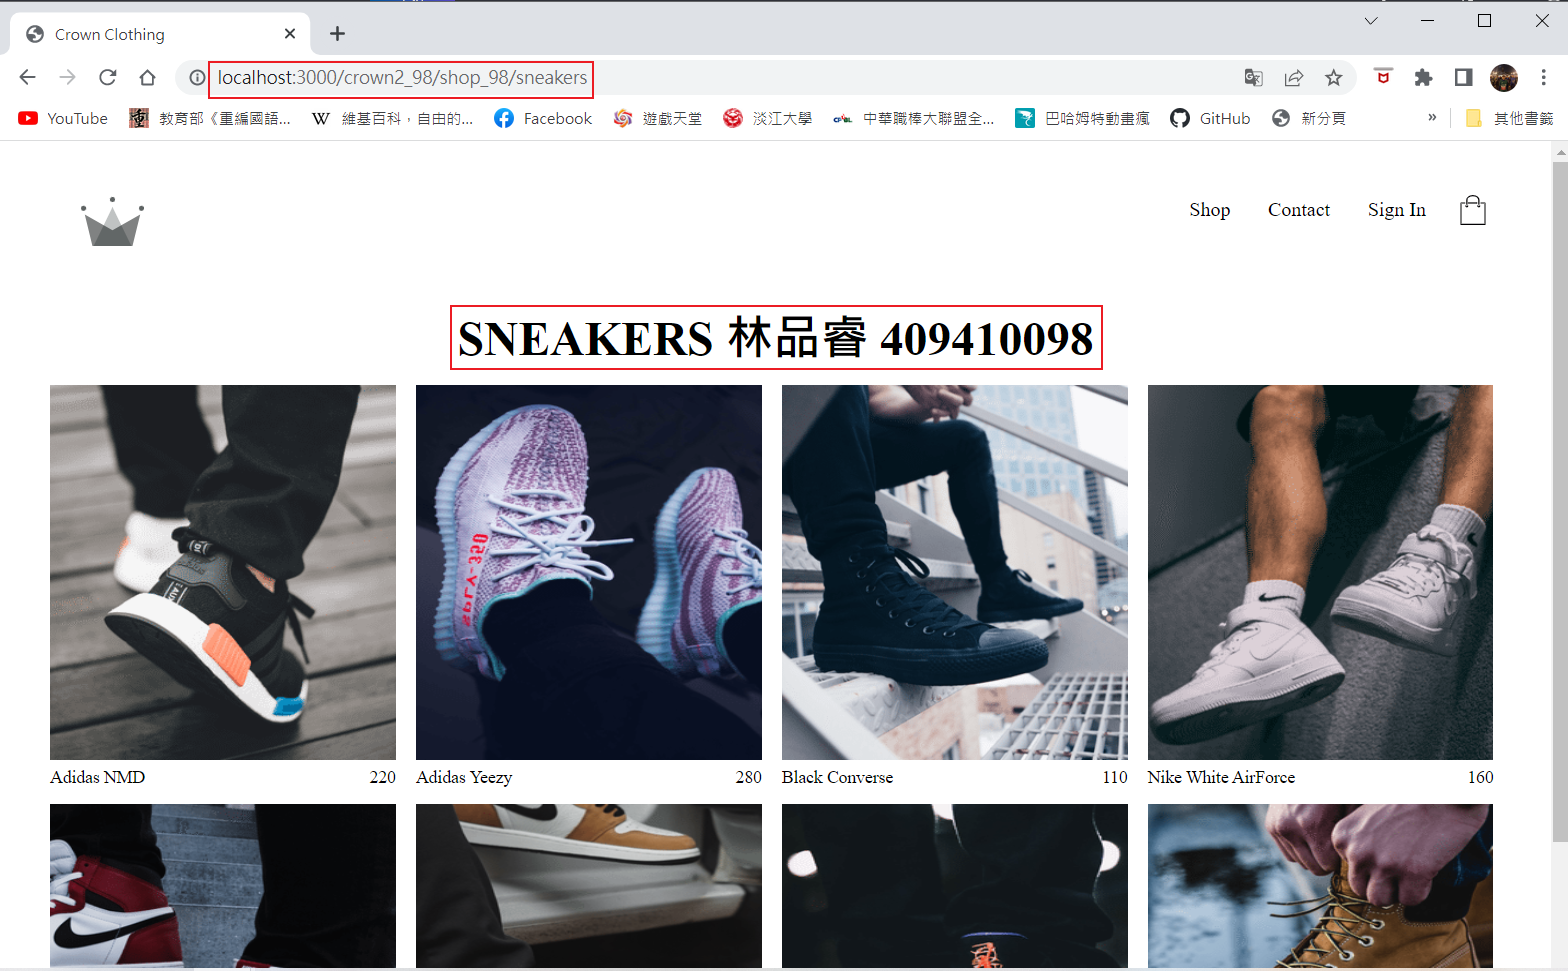 Crown Clothing
localhost:3000/crown2_98/shop_98/sneakers
YouTube 教育部《重編國語... 維基百科，自由的... Facebook 遊戲天堂 淡江大學 中華職棒大聯盟全... 巴哈姆特動畫瘋 GitHub 新分頁 » 其他書籤
Shop Contact Sign In
SNEAKERS 林品睿 409410098
Adidas NMD 220 Adidas Yeezy 280 Black Converse 110 Nike White AirForce 160